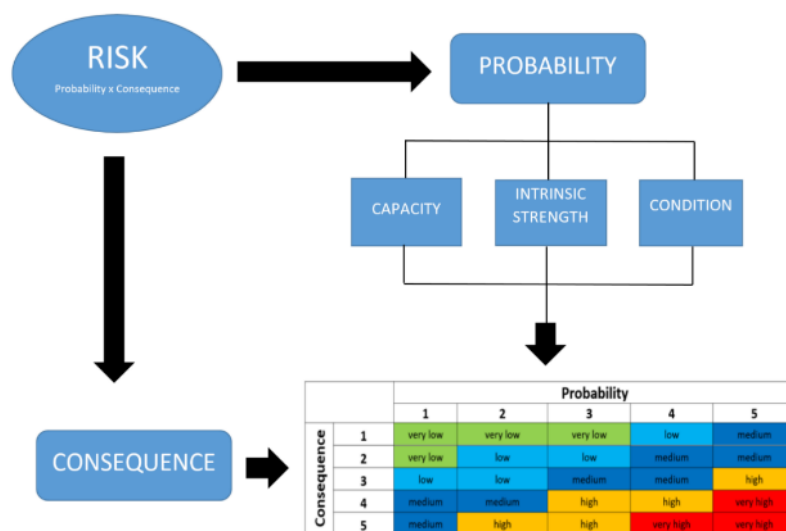 RISK
Probability x Consequence
PROBABILITY
CAPACITY
INTRINSIC
STRENGTH
CONDITION
CONSEQUENCE
Probability
1 2 3 4 5
Consequence
1 very low very low very low low medium
2 very low low low medium medium
3 low low medium medium high
4 medium medium high high very high
5 medium high high very high very high